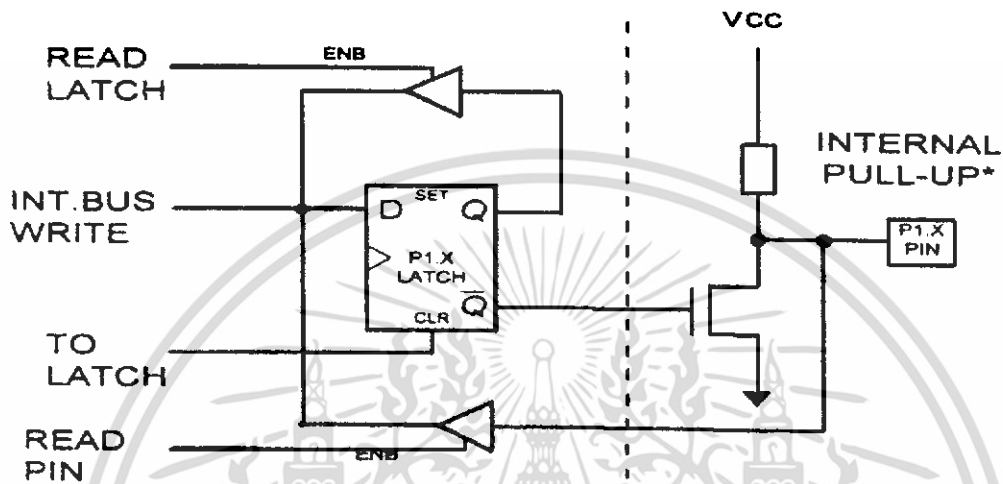 VCC
READ
LATCH
ENB
INTERNAL
PULL-UP*
INT.BUS
WRITE
D SET Q
P1.X
LATCH
Q̅
CLR
P1.X
PIN
TO
LATCH
READ
PIN
ENB